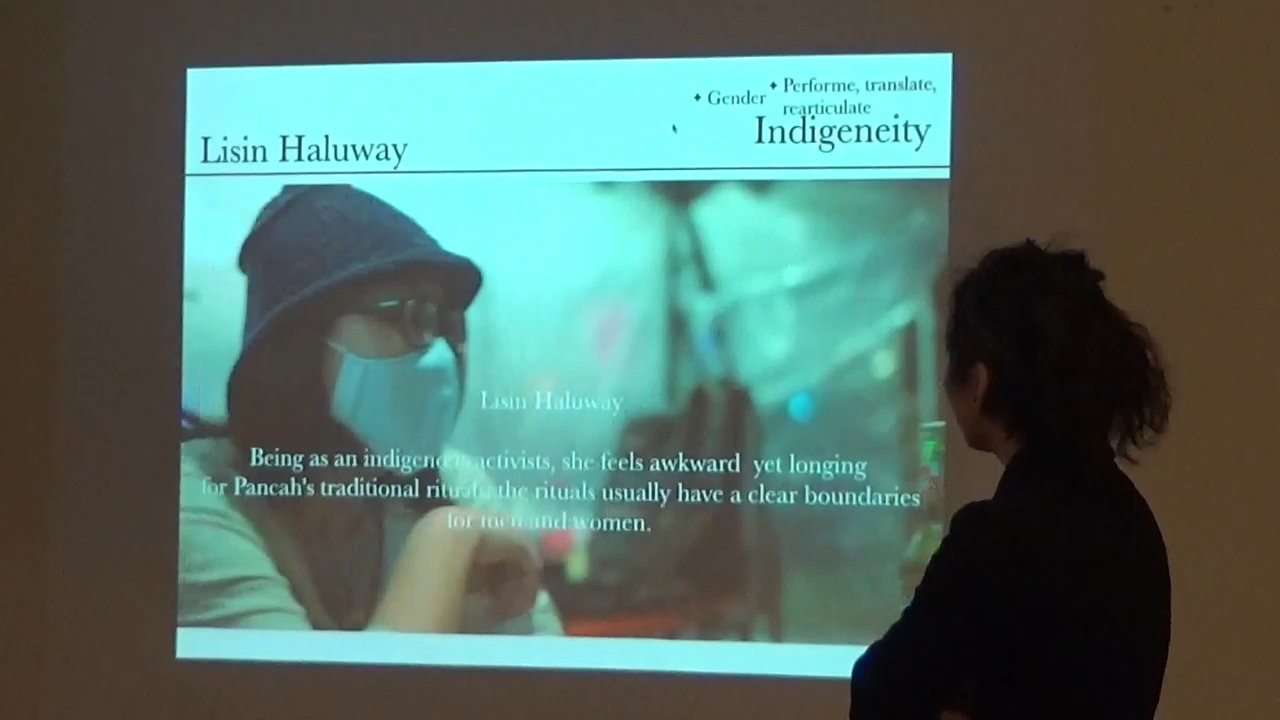 ✦ Gender ✦ Performe, translate,
rearticulate
Indigeneity
Lisin Haluway
Lisin Haluway
Being as an indigenous activists, she feels awkward yet longing
for Pancah's traditional rituals, the rituals usually have a clear boundaries
for men and women.